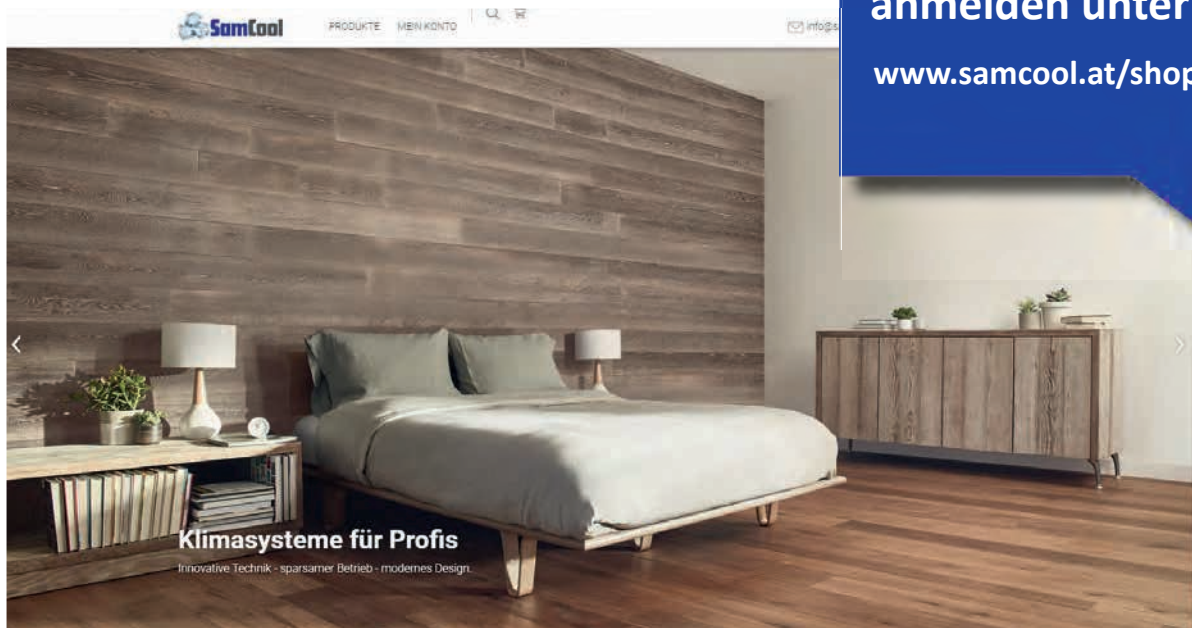 anmelden unter
www.samcool.at/shop
SamCool
PRODUKTE MEIN KONTO
Klimasysteme für Profis
Innovative Technik - sparsamer Betrieb - modernes Design.